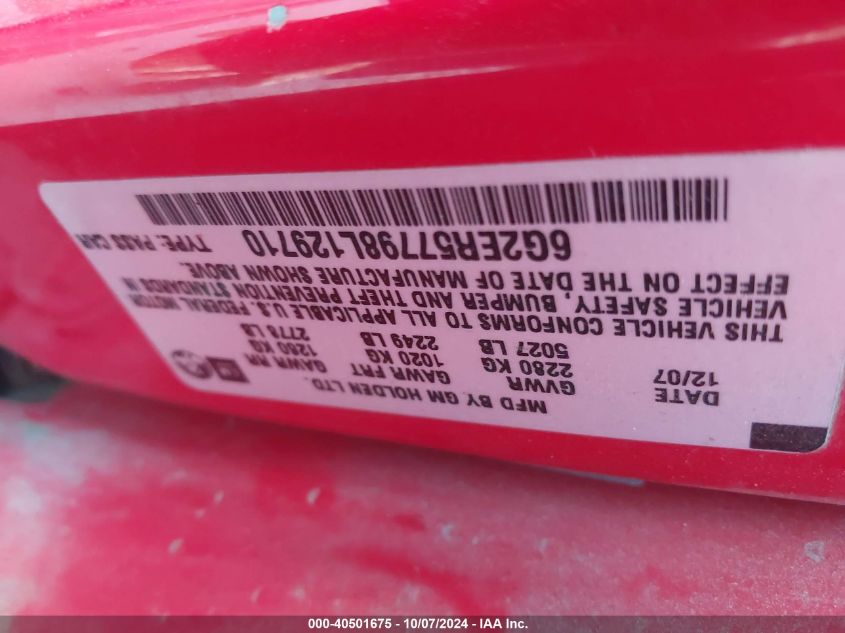 MFD BY GM HOLDEN LTD.
DATE GVWR GAWR FRT GAWR RR
12/07 2280 KG 1020 KG 1260 KG
5027 LB 2249 LB 2778 LB
THIS VEHICLE CONFORMS TO ALL APPLICABLE U.S. FEDERAL MOTOR
VEHICLE SAFETY, BUMPER AND THEFT PREVENTION STANDARDS IN
EFFECT ON THE DATE OF MANUFACTURE SHOWN ABOVE.
6G2ER57798L129710 TYPE: PASS CAR
000-40501675 - 10/07/2024 - IAA Inc.